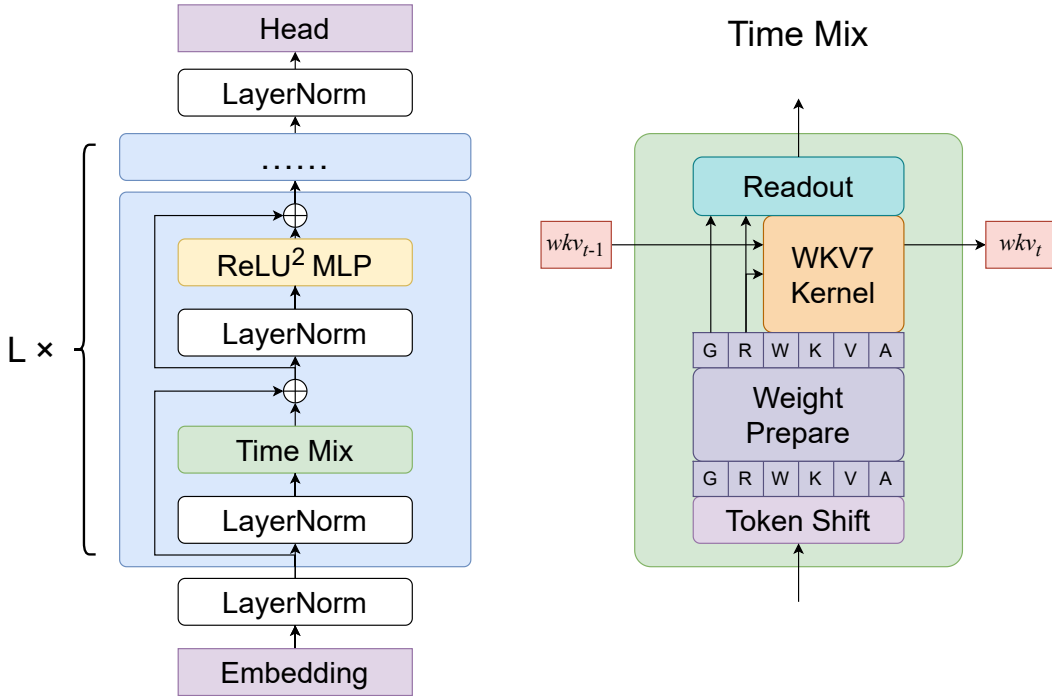 Head
LayerNorm
......
ReLU² MLP
LayerNorm
L ×
Time Mix
LayerNorm
LayerNorm
Embedding
Time Mix
Readout
wkvt-1
WKV7
Kernel
wkvt
G R W K V A
Weight
Prepare
G R W K V A
Token Shift